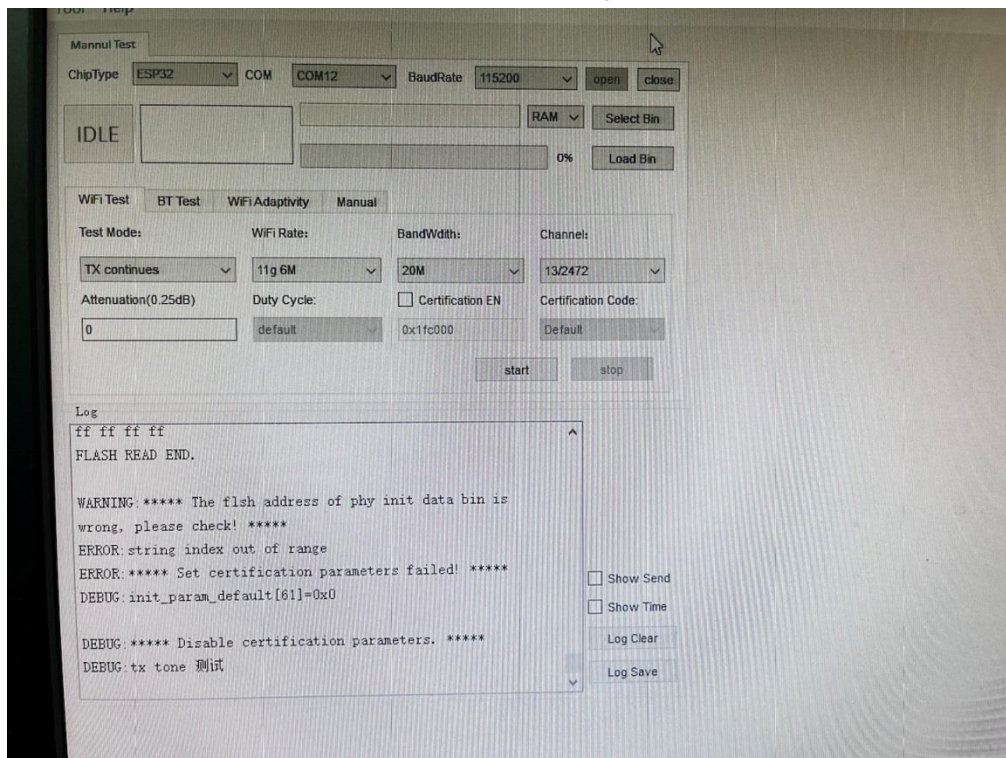 Tool Help
Mannul Test
ChipType ESP32 COM COM12 BaudRate 115200 open close
IDLE RAM Select Bin
0% Load Bin
WiFi Test BT Test WiFi Adaptivity Manual
Test Mode: WiFi Rate: BandWdith: Channel:
TX continues 11g 6M 20M 13/2472
Attenuation(0.25dB) Duty Cycle: Certification EN Certification Code:
0 default 0x1fc000 Default
start stop
Log
ff ff ff ff
FLASH READ END.
WARNING:***** The flsh address of phy init data bin is
wrong, please check! *****
ERROR:string index out of range
ERROR:***** Set certification parameters failed! *****
DEBUG:init_param_default[61]=0x0
DEBUG:***** Disable certification parameters. *****
DEBUG:tx tone 测试
Show Send
Show Time
Log Clear
Log Save